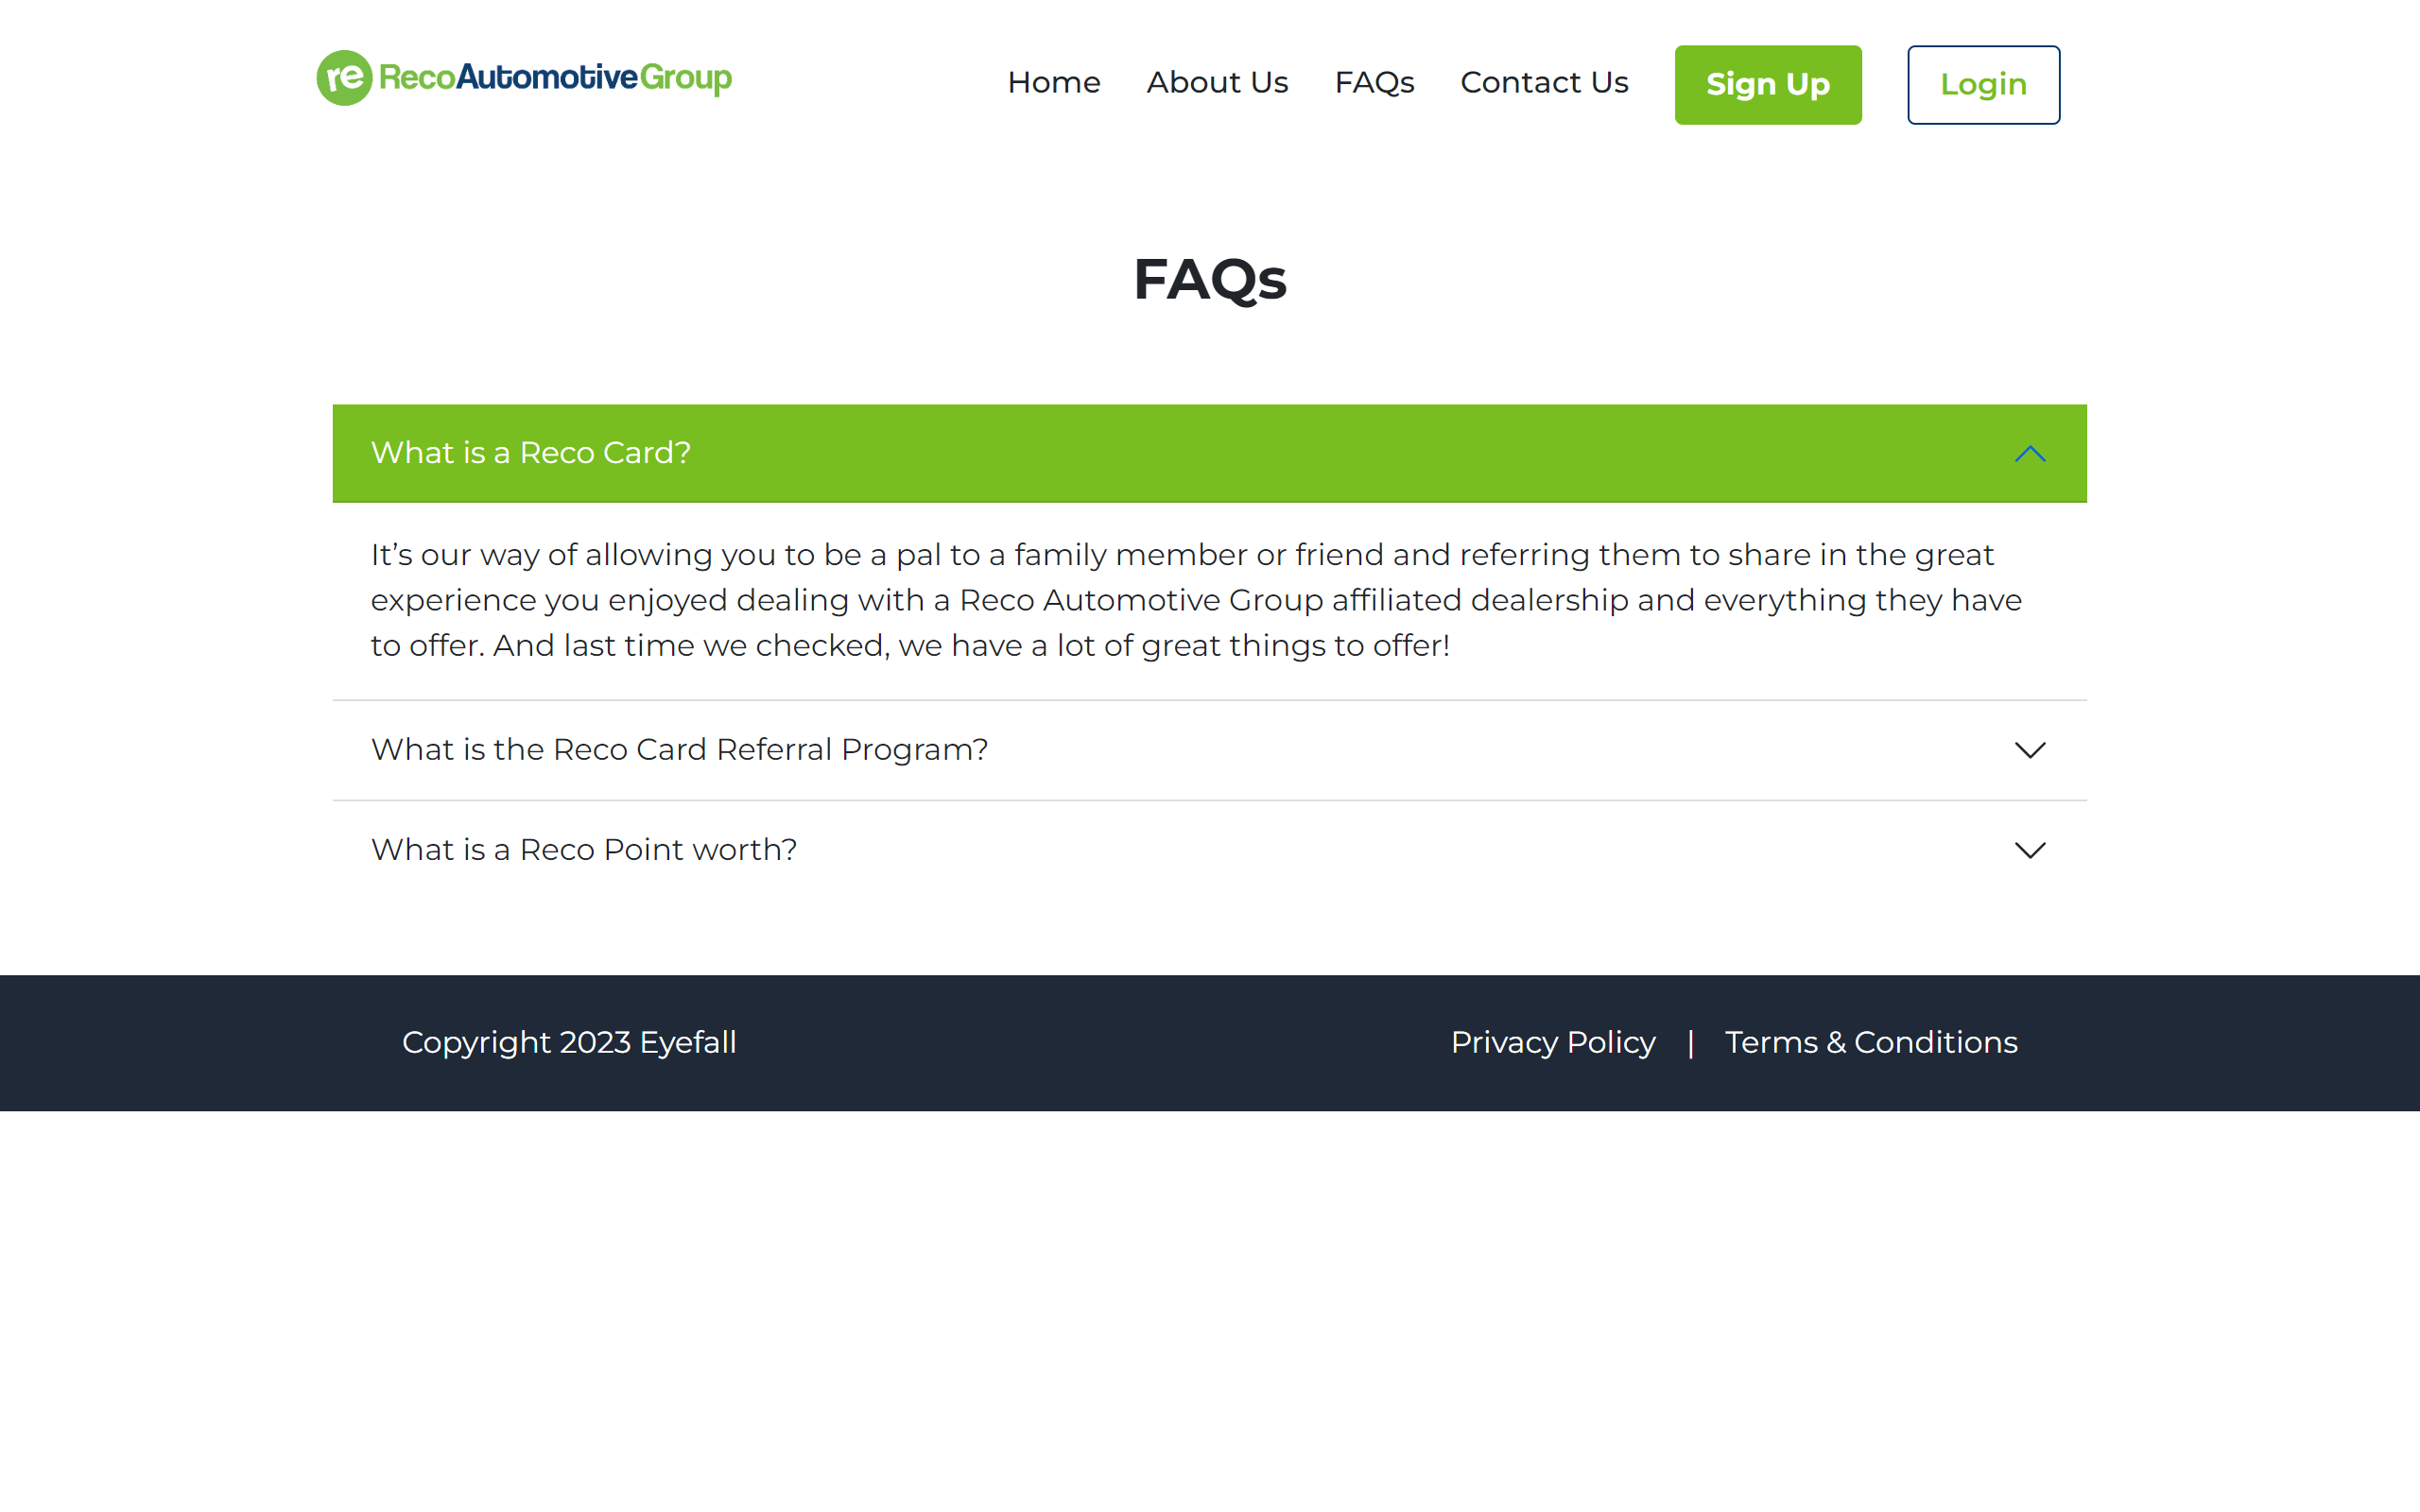 re RecoAutomotiveGroup
Home About Us FAQs Contact Us Sign Up Login
FAQs
What is a Reco Card?
It’s our way of allowing you to be a pal to a family member or friend and referring them to share in the great
experience you enjoyed dealing with a Reco Automotive Group affiliated dealership and everything they have
to offer. And last time we checked, we have a lot of great things to offer!
What is the Reco Card Referral Program?
What is a Reco Point worth?
Copyright 2023 Eyefall
Privacy Policy | Terms & Conditions